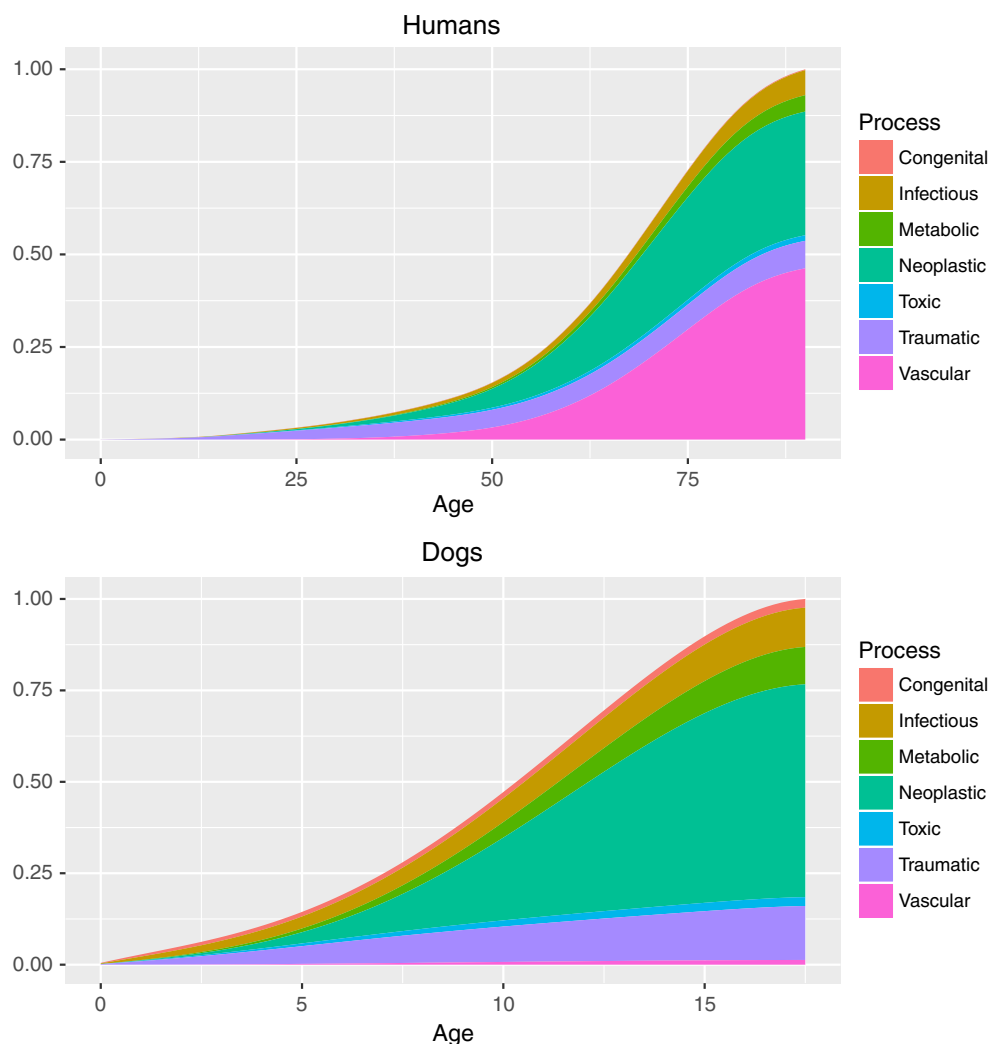 Humans
1.00
0.75
0.50
0.25
0.00
0 25 50 75
Age
Process
Congenital
Infectious
Metabolic
Neoplastic
Toxic
Traumatic
Vascular
Dogs
1.00
0.75
0.50
0.25
0.00
0 5 10 15
Age
Process
Congenital
Infectious
Metabolic
Neoplastic
Toxic
Traumatic
Vascular